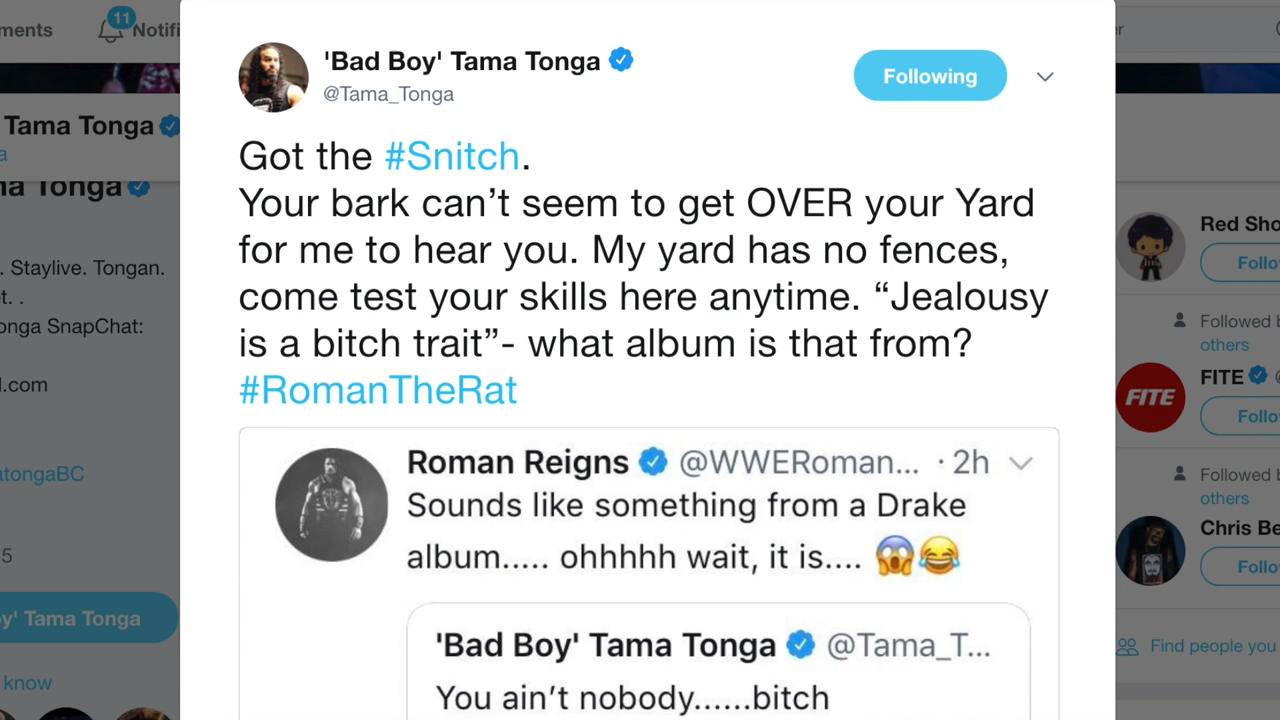 ments
11
Notifi
Tama Tonga
a
na Tonga
. Staylive. Tongan.
t. .
onga SnapChat:
l.com
atongaBC
5
y' Tama Tonga
know
'Bad Boy' Tama Tonga
@Tama_Tonga
Following
Got the #Snitch.
Your bark can’t seem to get OVER your Yard
for me to hear you. My yard has no fences,
come test your skills here anytime. “Jealousy
is a bitch trait”- what album is that from?
#RomanTheRat
Roman Reigns @WWERoman... · 2h
Sounds like something from a Drake
album..... ohhhhh wait, it is.... 😱😂
'Bad Boy' Tama Tonga @Tama_T...
You ain’t nobody......bitch
r
Red Sho
Follo
Followed b
others
FITE
FITE @
Follo
Followed b
others
Chris Be
Follo
Find people you